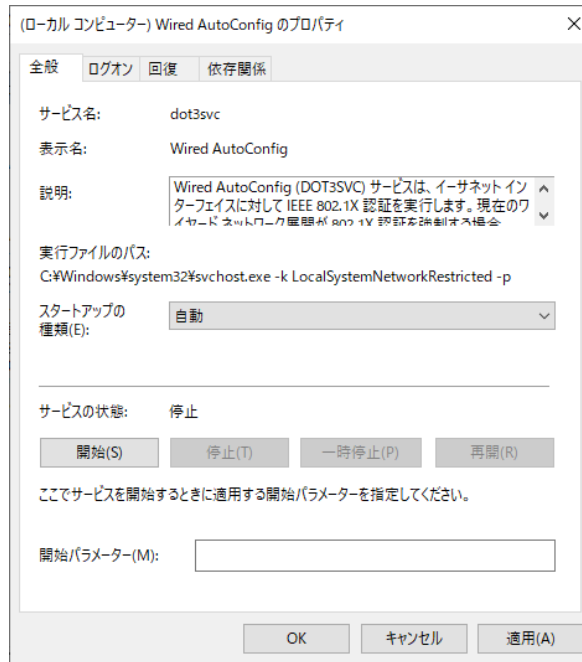 (ローカル コンピューター) Wired AutoConfig のプロパティ
全般 ログオン 回復 依存関係
サービス名: dot3svc
表示名: Wired AutoConfig
説明: Wired AutoConfig (DOT3SVC) サービスは、イーサネット イン
ターフェイスに対して IEEE 802.1X 認証を実行します。現在のワ
イヤード ネットワーク展開が 802.1X 認証を強制する場合
実行ファイルのパス:
C:¥Windows¥system32¥svchost.exe -k LocalSystemNetworkRestricted -p
スタートアップの
種類(E): 自動
サービスの状態: 停止
開始(S) 停止(T) 一時停止(P) 再開(R)
ここでサービスを開始するときに適用する開始パラメーターを指定してください。
開始パラメーター(M):
OK キャンセル 適用(A)